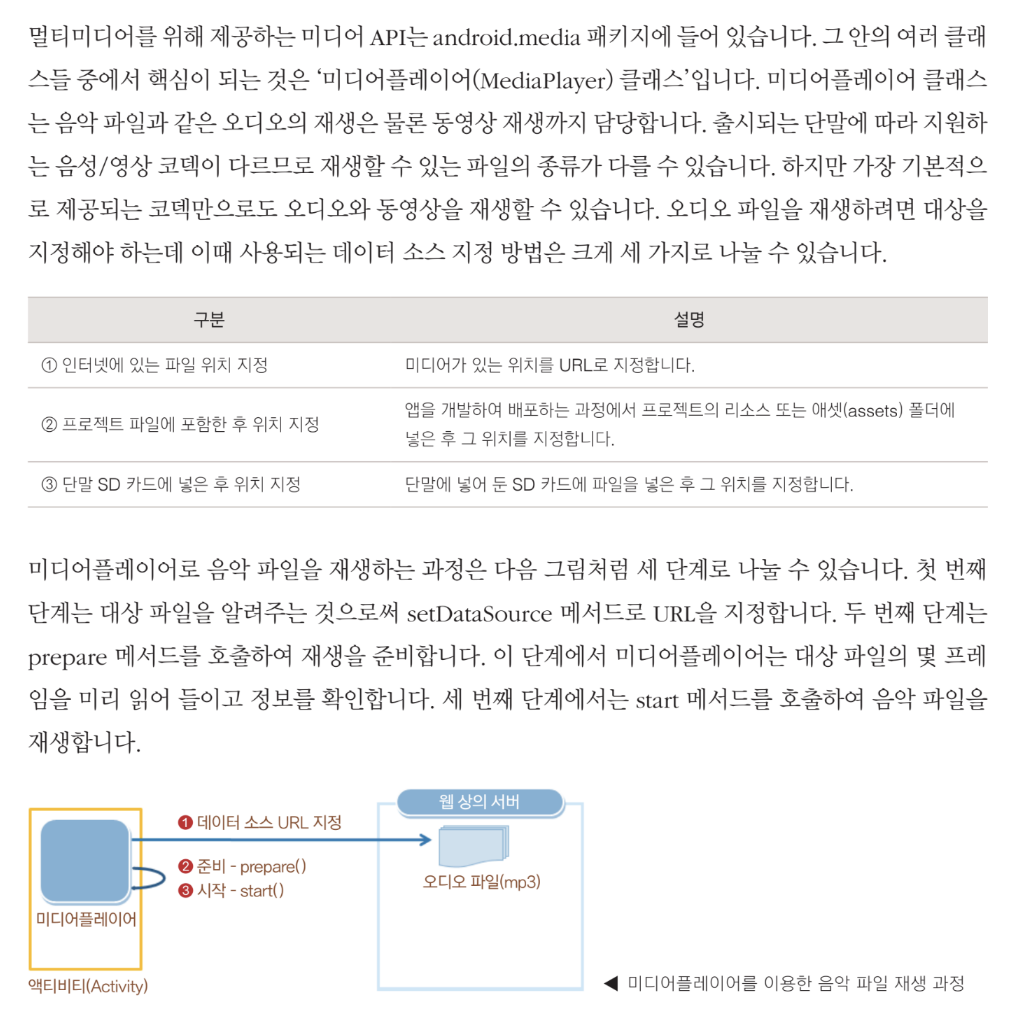 멀티미디어를 위해 제공하는 미디어 API는 android.media 패키지에 들어 있습니다. 그 안의 여러 클래
스들 중에서 핵심이 되는 것은 ‘미디어플레이어(MediaPlayer) 클래스’입니다. 미디어플레이어 클래스
는 음악 파일과 같은 오디오의 재생은 물론 동영상 재생까지 담당합니다. 출시되는 단말에 따라 지원하
는 음성/영상 코덱이 다르므로 재생할 수 있는 파일의 종류가 다를 수 있습니다. 하지만 가장 기본적으
로 제공되는 코덱만으로도 오디오와 동영상을 재생할 수 있습니다. 오디오 파일을 재생하려면 대상을
지정해야 하는데 이때 사용되는 데이터 소스 지정 방법은 크게 세 가지로 나눌 수 있습니다.
구분 설명
① 인터넷에 있는 파일 위치 지정 미디어가 있는 위치를 URL로 지정합니다.
② 프로젝트 파일에 포함한 후 위치 지정 앱을 개발하여 배포하는 과정에서 프로젝트의 리소스 또는 애셋(assets) 폴더에
넣은 후 그 위치를 지정합니다.
③ 단말 SD 카드에 넣은 후 위치 지정 단말에 넣어 둔 SD 카드에 파일을 넣은 후 그 위치를 지정합니다.
미디어플레이어로 음악 파일을 재생하는 과정은 다음 그림처럼 세 단계로 나눌 수 있습니다. 첫 번째
단계는 대상 파일을 알려주는 것으로써 setDataSource 메서드로 URL을 지정합니다. 두 번째 단계는
prepare 메서드를 호출하여 재생을 준비합니다. 이 단계에서 미디어플레이어는 대상 파일의 몇 프레
임을 미리 읽어 들이고 정보를 확인합니다. 세 번째 단계에서는 start 메서드를 호출하여 음악 파일을
재생합니다.
웹 상의 서버
❶ 데이터 소스 URL 지정
❷ 준비 - prepare()
❸ 시작 - start()
오디오 파일(mp3)
미디어플레이어
액티비티(Activity)
◀ 미디어플레이어를 이용한 음악 파일 재생 과정